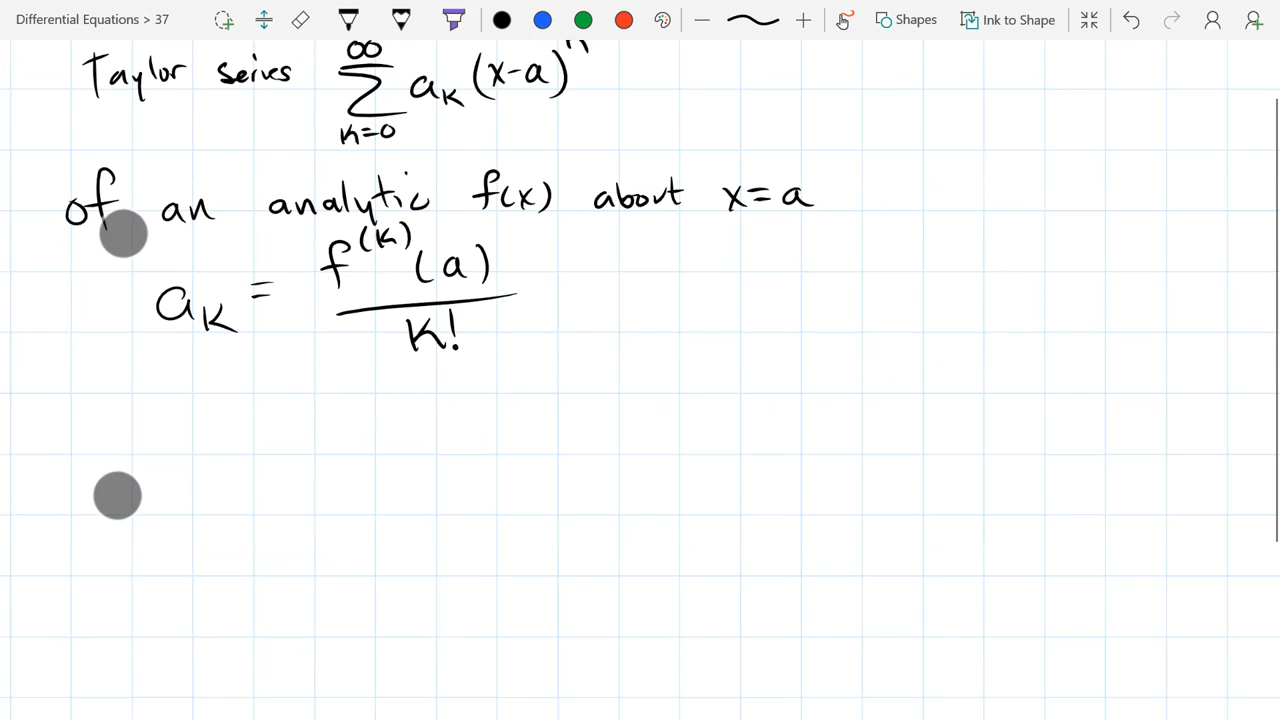 Differential Equations > 37
Shapes
Ink to Shape
Taylor series ∞ ∑ k=0 a_k (x-a)
of an analytic f(x) about x=a
a_k = f^(k) (a) / k!